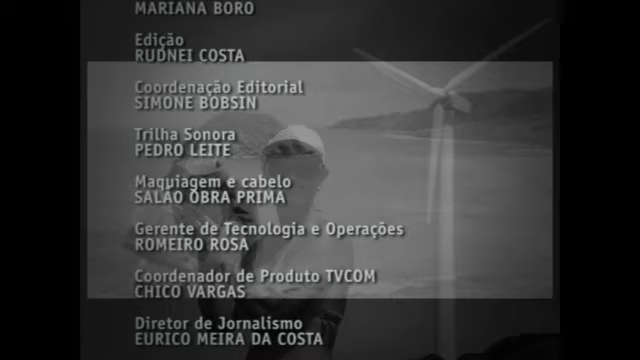 MARIANA BORO
Edição
RUDNEI COSTA
Coordenação Editorial
SIMONE BOBSIN
Trilha Sonora
PEDRO LEITE
Maquiagem e cabelo
SALÃO OBRA PRIMA
Gerente de Tecnologia e Operações
ROMEIRO ROSA
Coordenador de Produto TVCOM
CHICO VARGAS
Diretor de Jornalismo
EURICO MEIRA DA COSTA